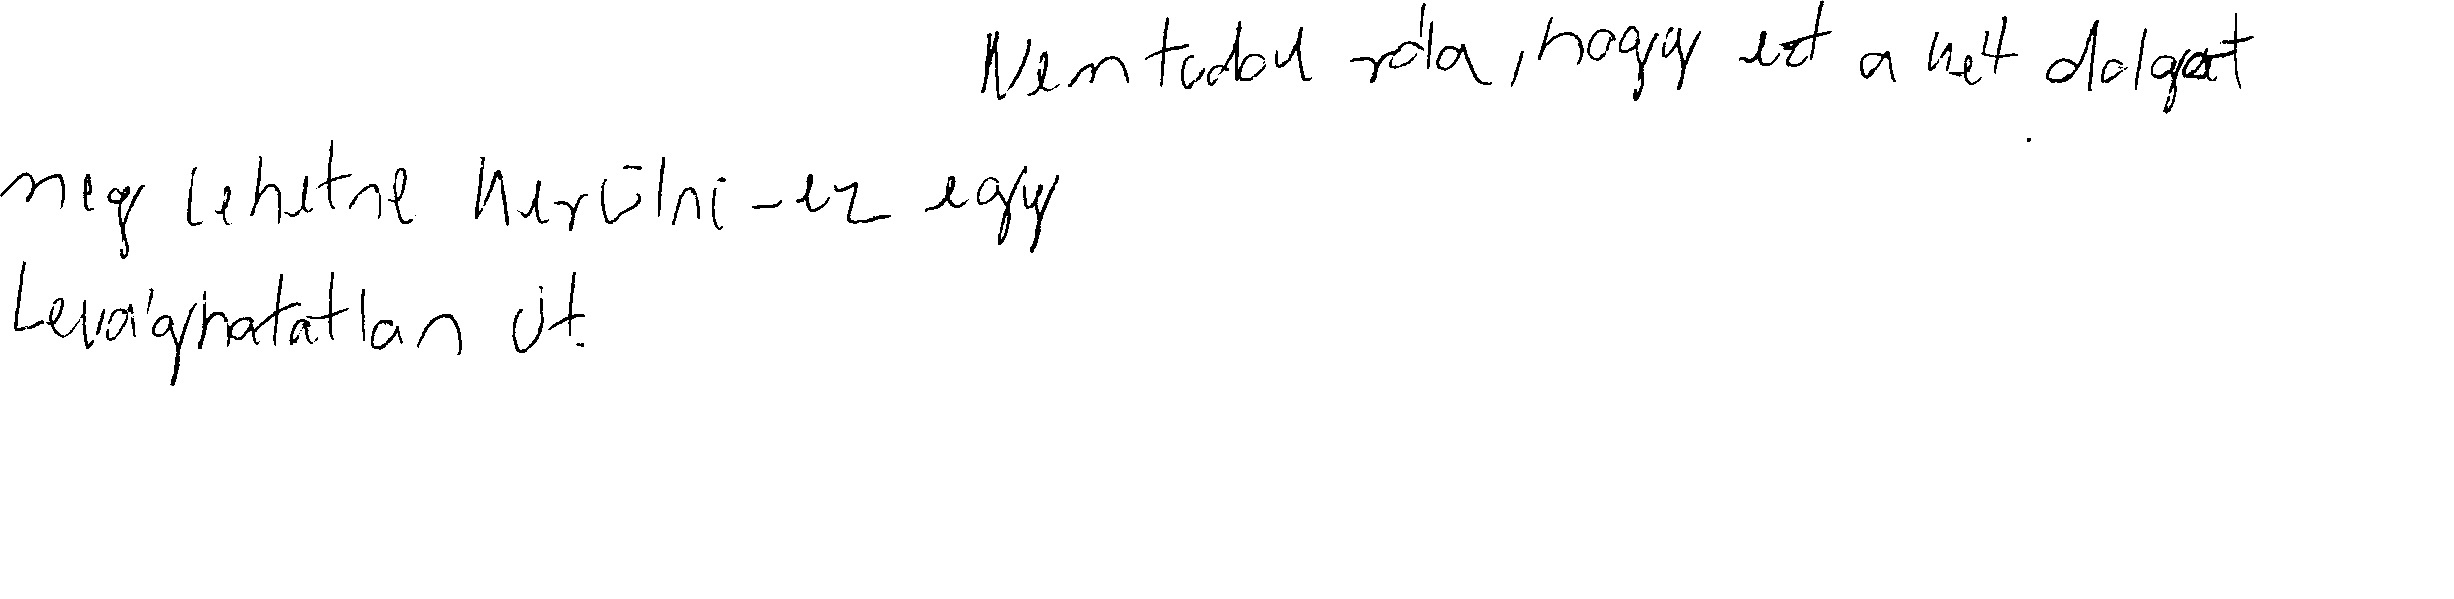 Nem tudok róla, hogy ezt a két dolgot
meg lehetne kerülni - ez egy
Levághatatlan út.